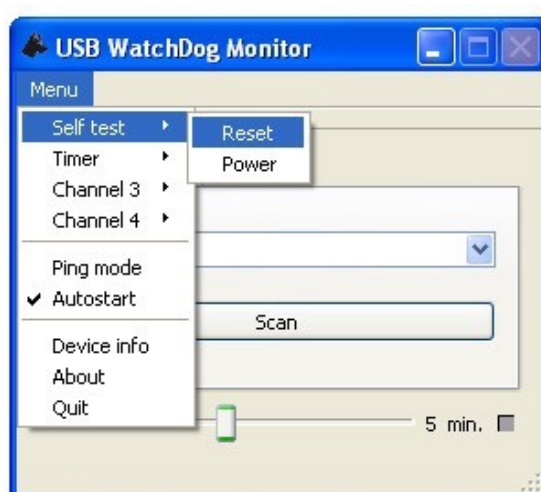 USB WatchDog Monitor
Menu
Self test
Reset
Timer
Power
Channel 3
Channel 4
Ping mode
Autostart
Scan
Device info
About
Quit
5 min.